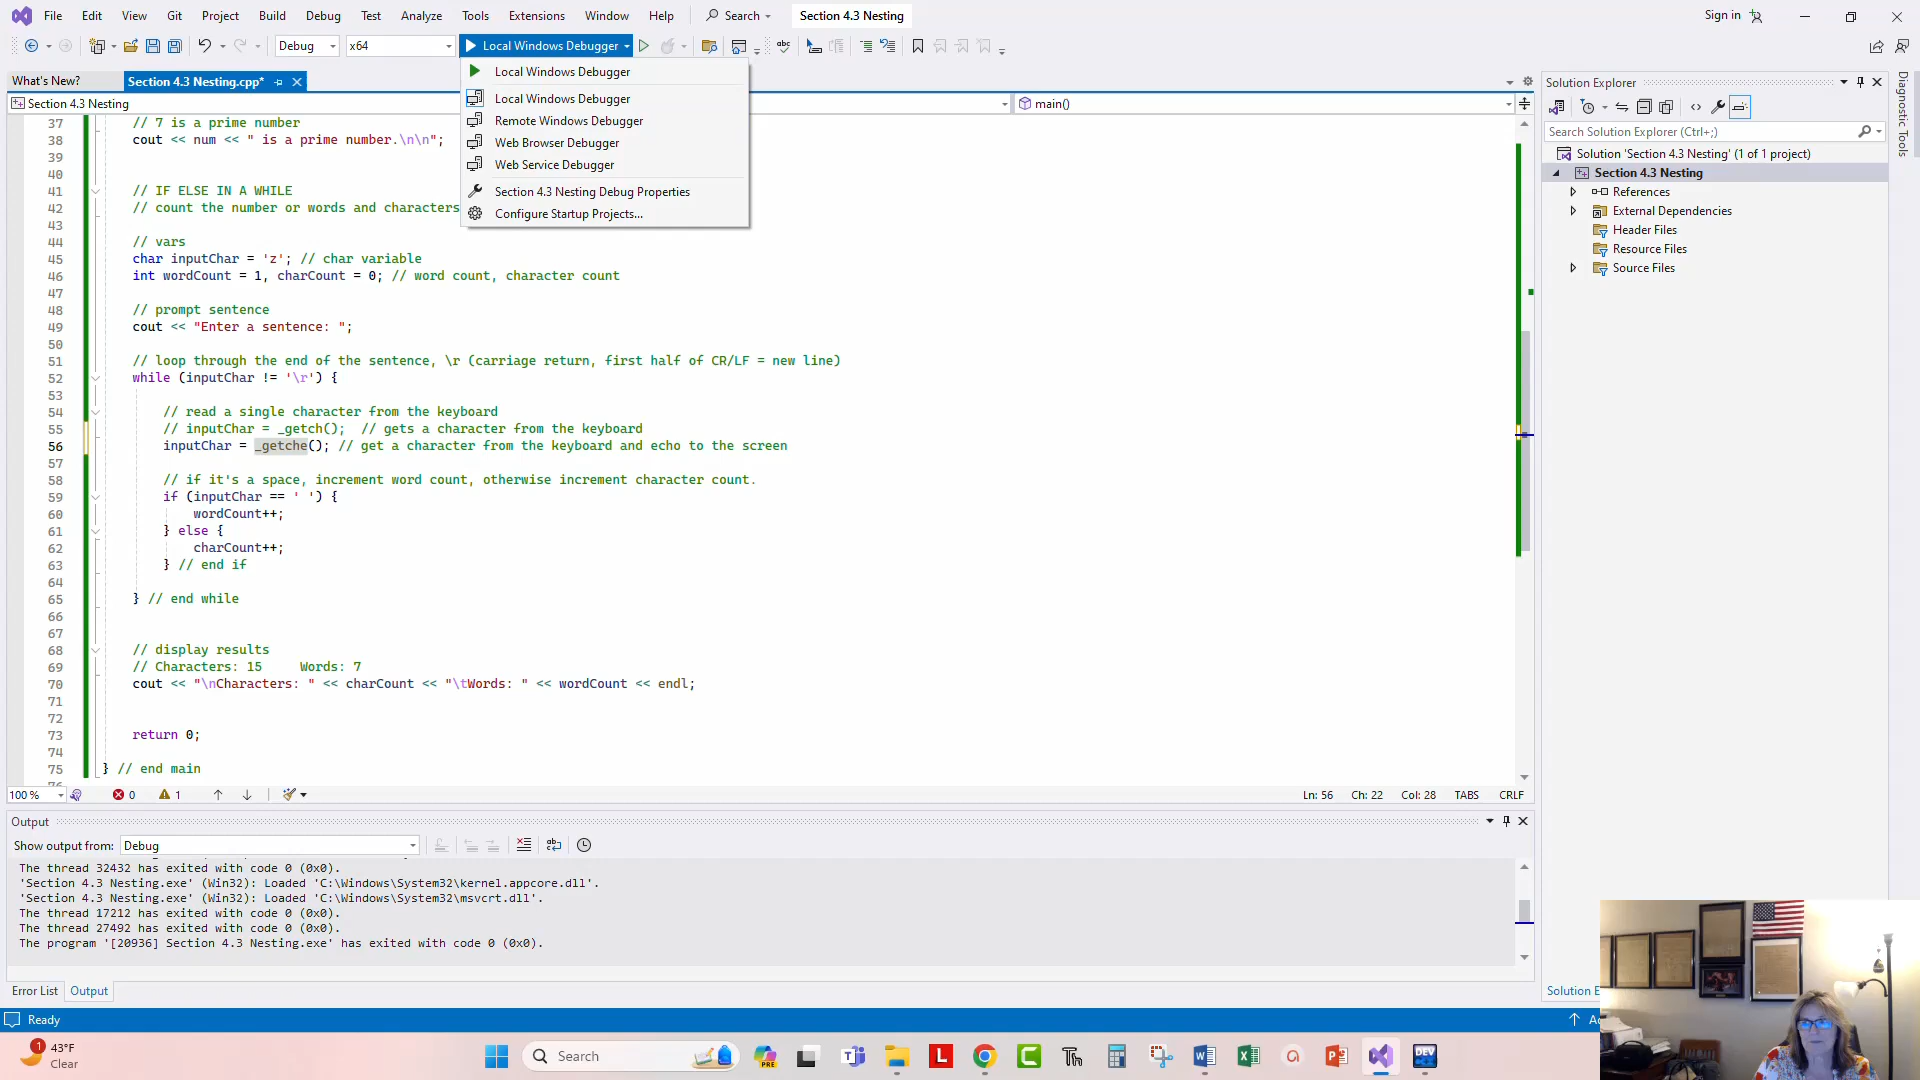 File Edit View Git Project Build Debug Test Analyze Tools Extensions Window Help Search Section 4.3 Nesting Sign in
Debug x64 Local Windows Debugger
What's New? Section 4.3 Nesting.cpp*
Section 4.3 Nesting main()
Local Windows Debugger
Local Windows Debugger
Remote Windows Debugger
Web Browser Debugger
Web Service Debugger
Section 4.3 Nesting Debug Properties
Configure Startup Projects...
37 // 7 is a prime number
38 cout << num << " is a prime number.\n\n";
39
40
41 // IF ELSE IN A WHILE
42 // count the number or words and characters
43
44 // vars
45 char inputChar = 'z'; // char variable
46 int wordCount = 1, charCount = 0; // word count, character count
47
48 // prompt sentence
49 cout << "Enter a sentence: ";
50
51 // loop through the end of the sentence, \r (carriage return, first half of CR/LF = new line)
52 while (inputChar != '\r') {
53
54 // read a single character from the keyboard
55 // inputChar = _getch(); // gets a character from the keyboard
56 inputChar = _getche(); // get a character from the keyboard and echo to the screen
57
58 // if it's a space, increment word count, otherwise increment character count.
59 if (inputChar == ' ') {
60 wordCount++;
61 } else {
62 charCount++;
63 } // end if
64
65 } // end while
66
67
68 // display results
69 // Characters: 15 Words: 7
70 cout << "\nCharacters: " << charCount << "\tWords: " << wordCount << endl;
71
72
73 return 0;
74
75 } // end main
100 % 0 1 Ln: 56 Ch: 22 Col: 28 TABS CRLF
Output
Show output from: Debug
The thread 32432 has exited with code 0 (0x0).
'Section 4.3 Nesting.exe' (Win32): Loaded 'C:\Windows\System32\kernel.appcore.dll'.
'Section 4.3 Nesting.exe' (Win32): Loaded 'C:\Windows\System32\msvcrt.dll'.
The thread 17212 has exited with code 0 (0x0).
The thread 27492 has exited with code 0 (0x0).
The program '[20936] Section 4.3 Nesting.exe' has exited with code 0 (0x0).
Error List Output
Ready
Solution Explorer
Search Solution Explorer (Ctrl+;)
Solution 'Section 4.3 Nesting' (1 of 1 project)
Section 4.3 Nesting
References
External Dependencies
Header Files
Resource Files
Source Files
Solution E
Diagnostic Tools
1 43°F
Clear
Search
PRE
DEV